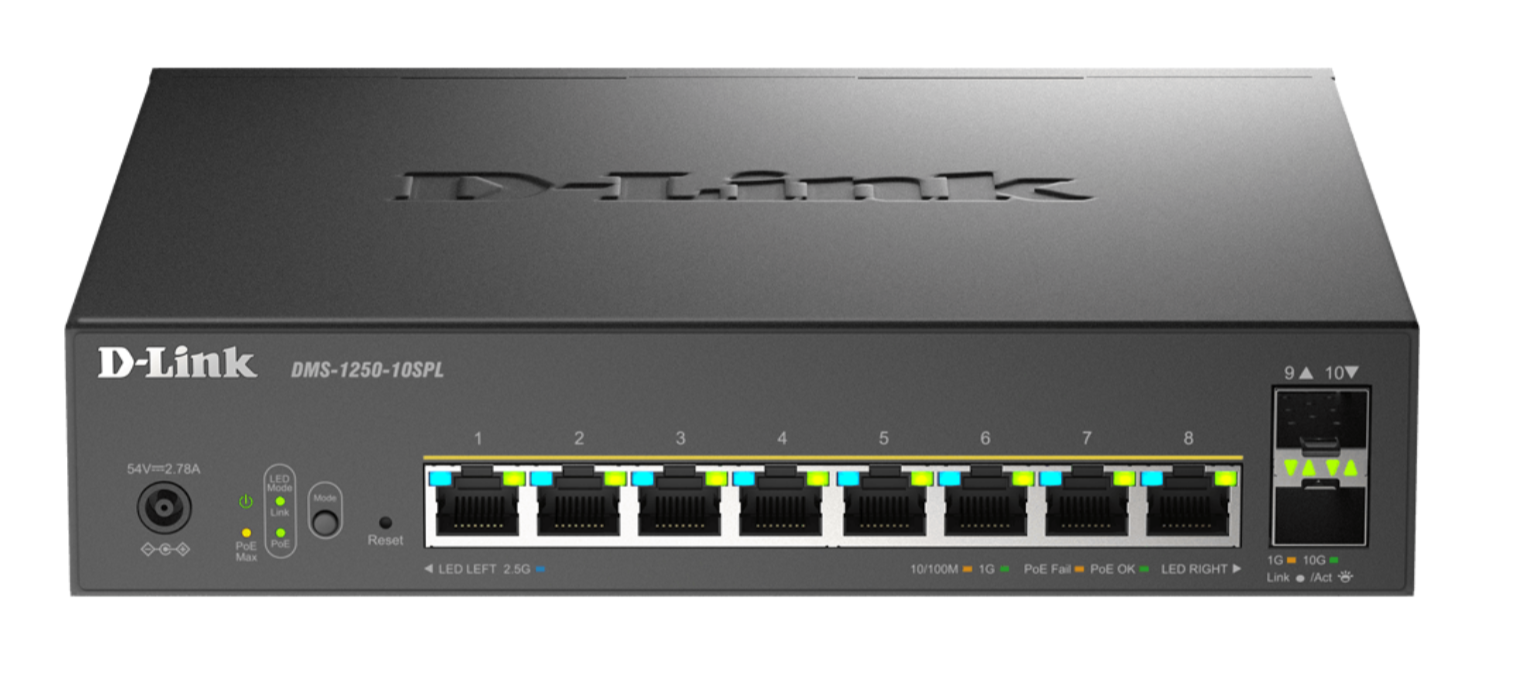 D-Link
D-Link DMS-1250-10SPL
9▲ 10▼
1 2 3 4 5 6 7 8
54V⎓2.78A
LED
Mode
Link
PoE
PoE
Max
Mode
Reset
◀ LED LEFT 2.5G
10/100M 1G PoE Fail PoE OK LED RIGHT ▶
1G 10G
Link /Act